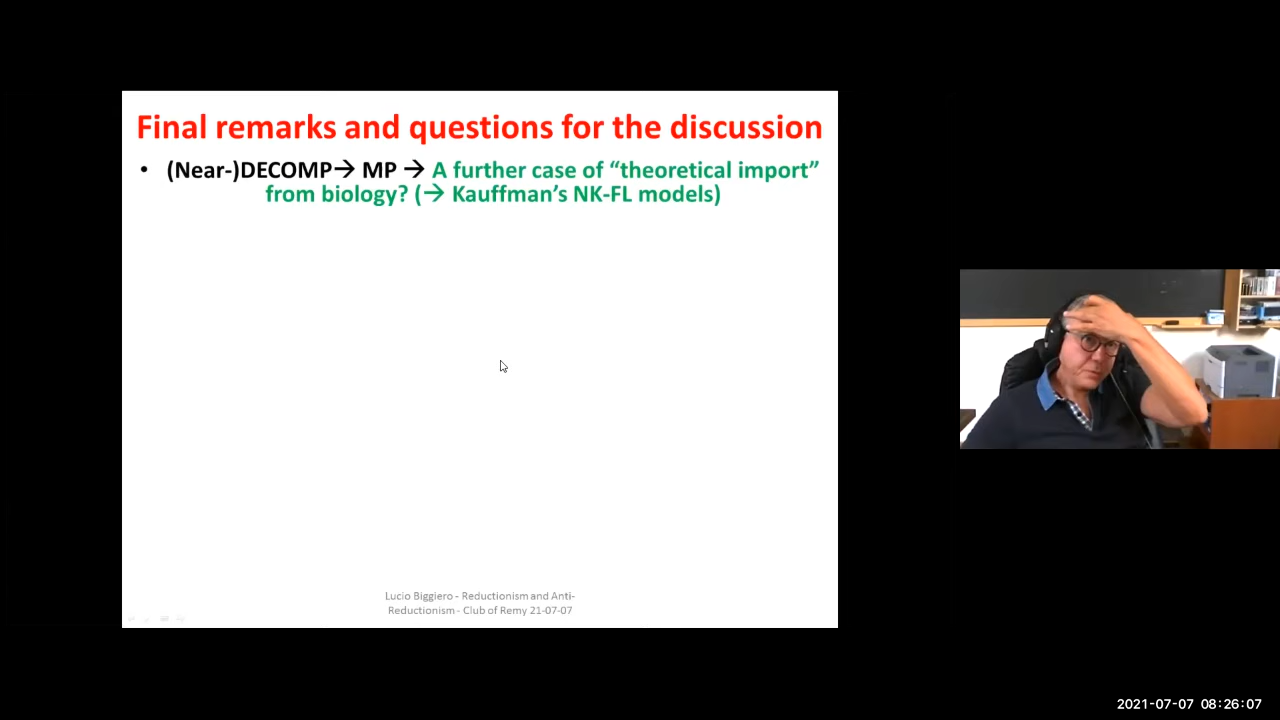 Final remarks and questions for the discussion
• (Near-)DECOMP→ MP → A further case of “theoretical import”
from biology? (→ Kauffman’s NK-FL models)
Lucio Biggiero - Reductionism and Anti-
Reductionism - Club of Remy 21-07-07
2021-07-07 08:26:07